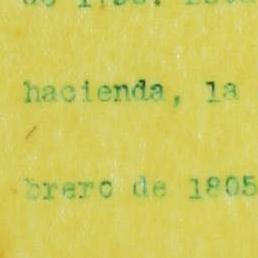 hacienda, la
brero de 1805